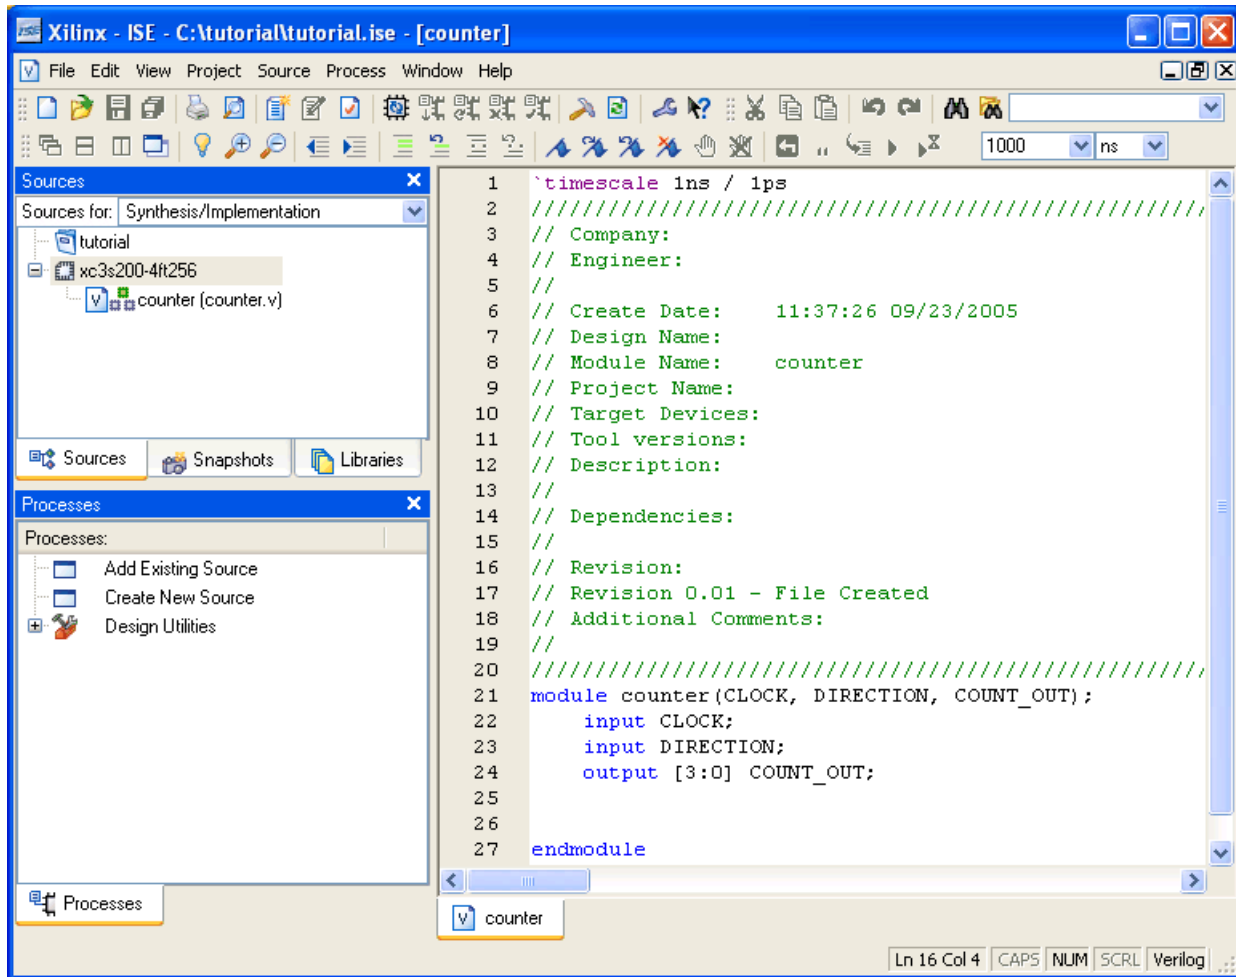 Xilinx - ISE - C:\tutorial\tutorial.ise - [counter]
File Edit View Project Source Process Window Help
1000 ns
Sources
Sources for: Synthesis/Implementation
tutorial
xc3s200-4ft256
counter (counter.v)
Sources Snapshots Libraries
Processes
Processes:
Add Existing Source
Create New Source
Design Utilities
Processes
1 `timescale 1ns / 1ps
2 ////////////////////////////////////////////////////
3 // Company:
4 // Engineer:
5 //
6 // Create Date: 11:37:26 09/23/2005
7 // Design Name:
8 // Module Name: counter
9 // Project Name:
10 // Target Devices:
11 // Tool versions:
12 // Description:
13 //
14 // Dependencies:
15 //
16 // Revision:
17 // Revision 0.01 - File Created
18 // Additional Comments:
19 //
20 ////////////////////////////////////////////////////
21 module counter(CLOCK, DIRECTION, COUNT_OUT);
22 input CLOCK;
23 input DIRECTION;
24 output [3:0] COUNT_OUT;
25
26
27 endmodule
counter
Ln 16 Col 4 CAPS NUM SCRL Verilog